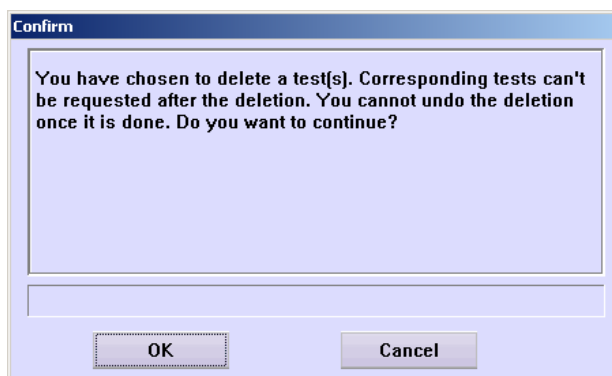 Confirm
You have chosen to delete a test(s). Corresponding tests can't
be requested after the deletion. You cannot undo the deletion
once it is done. Do you want to continue?
OK
Cancel